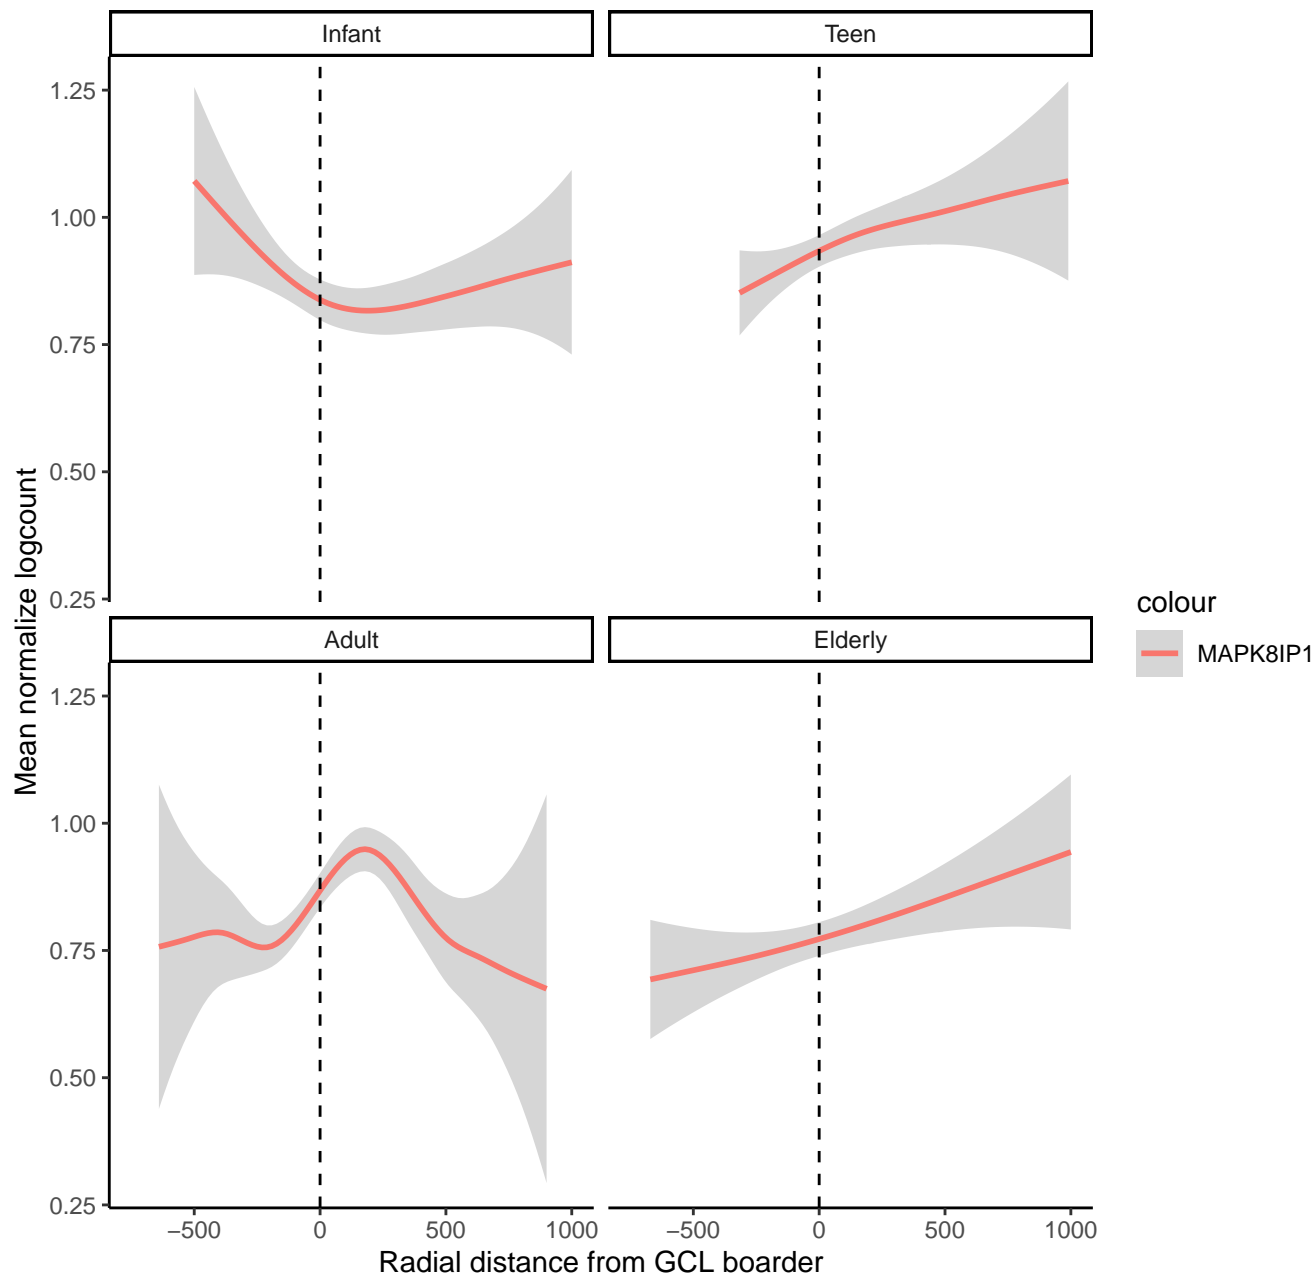 Infant
Teen
1.25
1.00
0.75
0.50
0.25
Mean normalize logcount
Adult
Elderly
1.25
1.00
0.75
0.50
0.25
−500 0 500 1000 −500 0 500 1000
Radial distance from GCL boarder
colour
MAPK8IP1